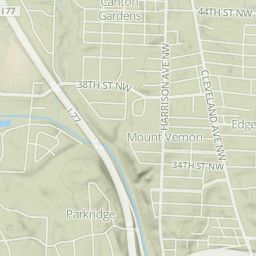 Canton
Gardens
44TH ST NW
I 77
38TH ST NW
HARRISON AVE NW
CLEVELAND AVE NW
I 77
Mount Vernon
Edge
34TH ST NW
Parkridge